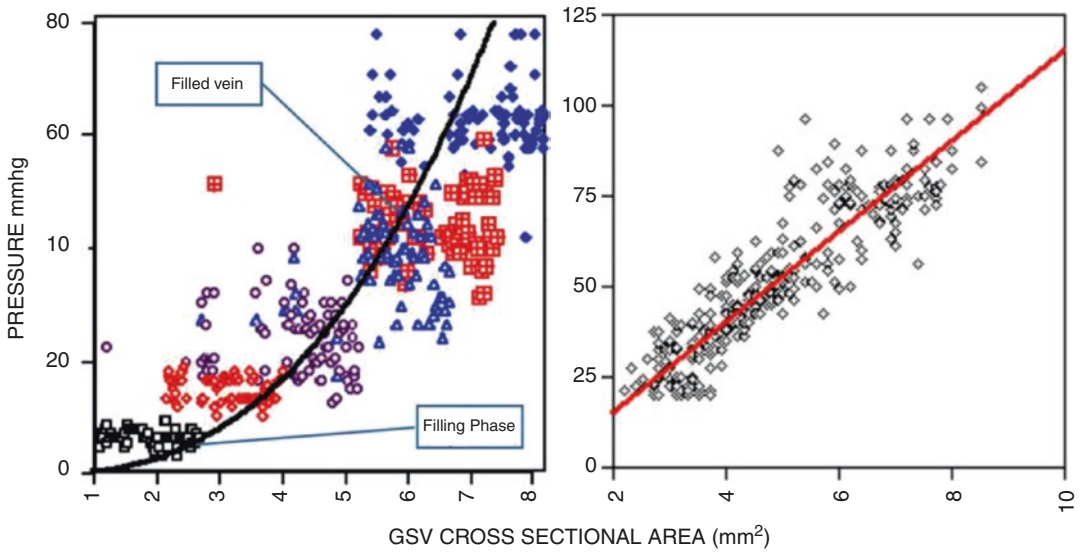 80
60
10
20
0
Filled vein
Filling Phase
1 2 3 4 5 6 7 8
PRESSURE mmhg
125
100
75
50
25
0
2 4 6 8 10
GSV CROSS SECTIONAL AREA (mm²)